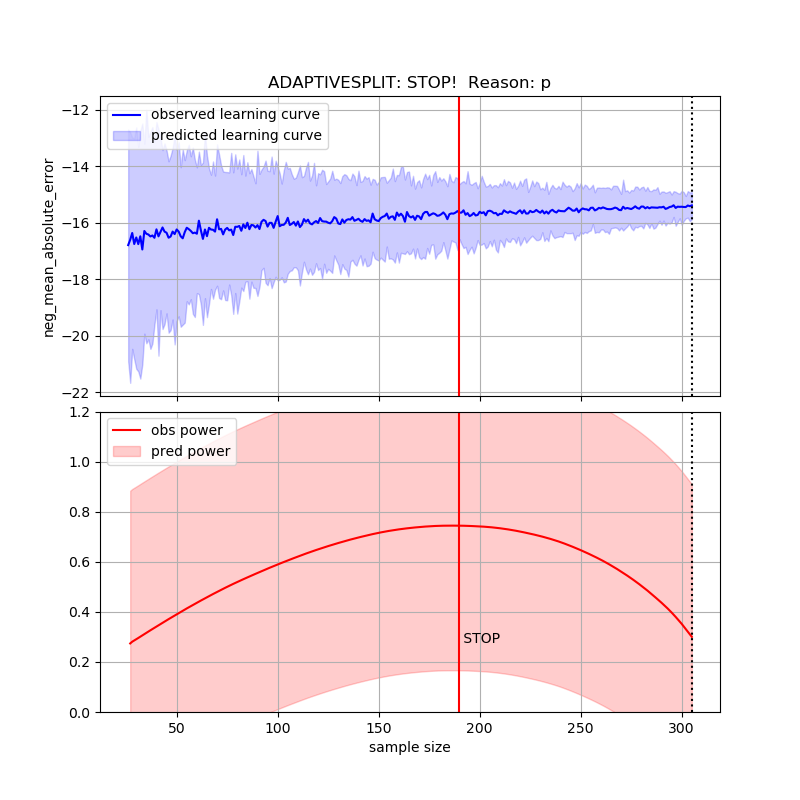 ADAPTIVESPLIT: STOP!  Reason: p
observed learning curve
predicted learning curve
neg_mean_absolute_error
−12
−14
−16
−18
−20
−22
obs power
pred power
1.2
1.0
0.8
0.6
0.4
0.2
0.0
STOP
50 100 150 200 250 300
sample size